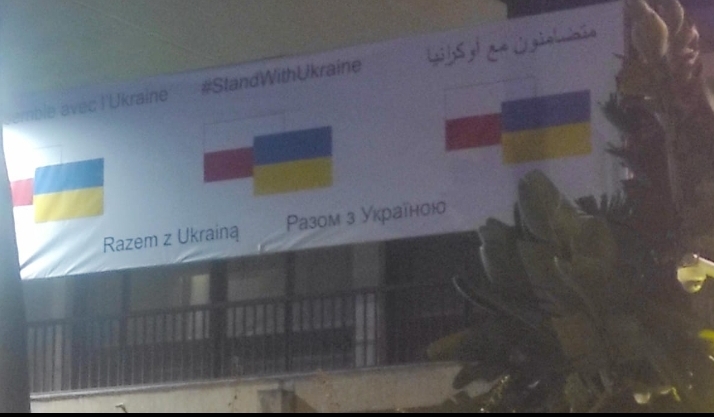 avec l'Ukraine
#StandWithUkraine
متضامنون مع أوكرانيا
Razem z Ukrainą
Разом з Україною